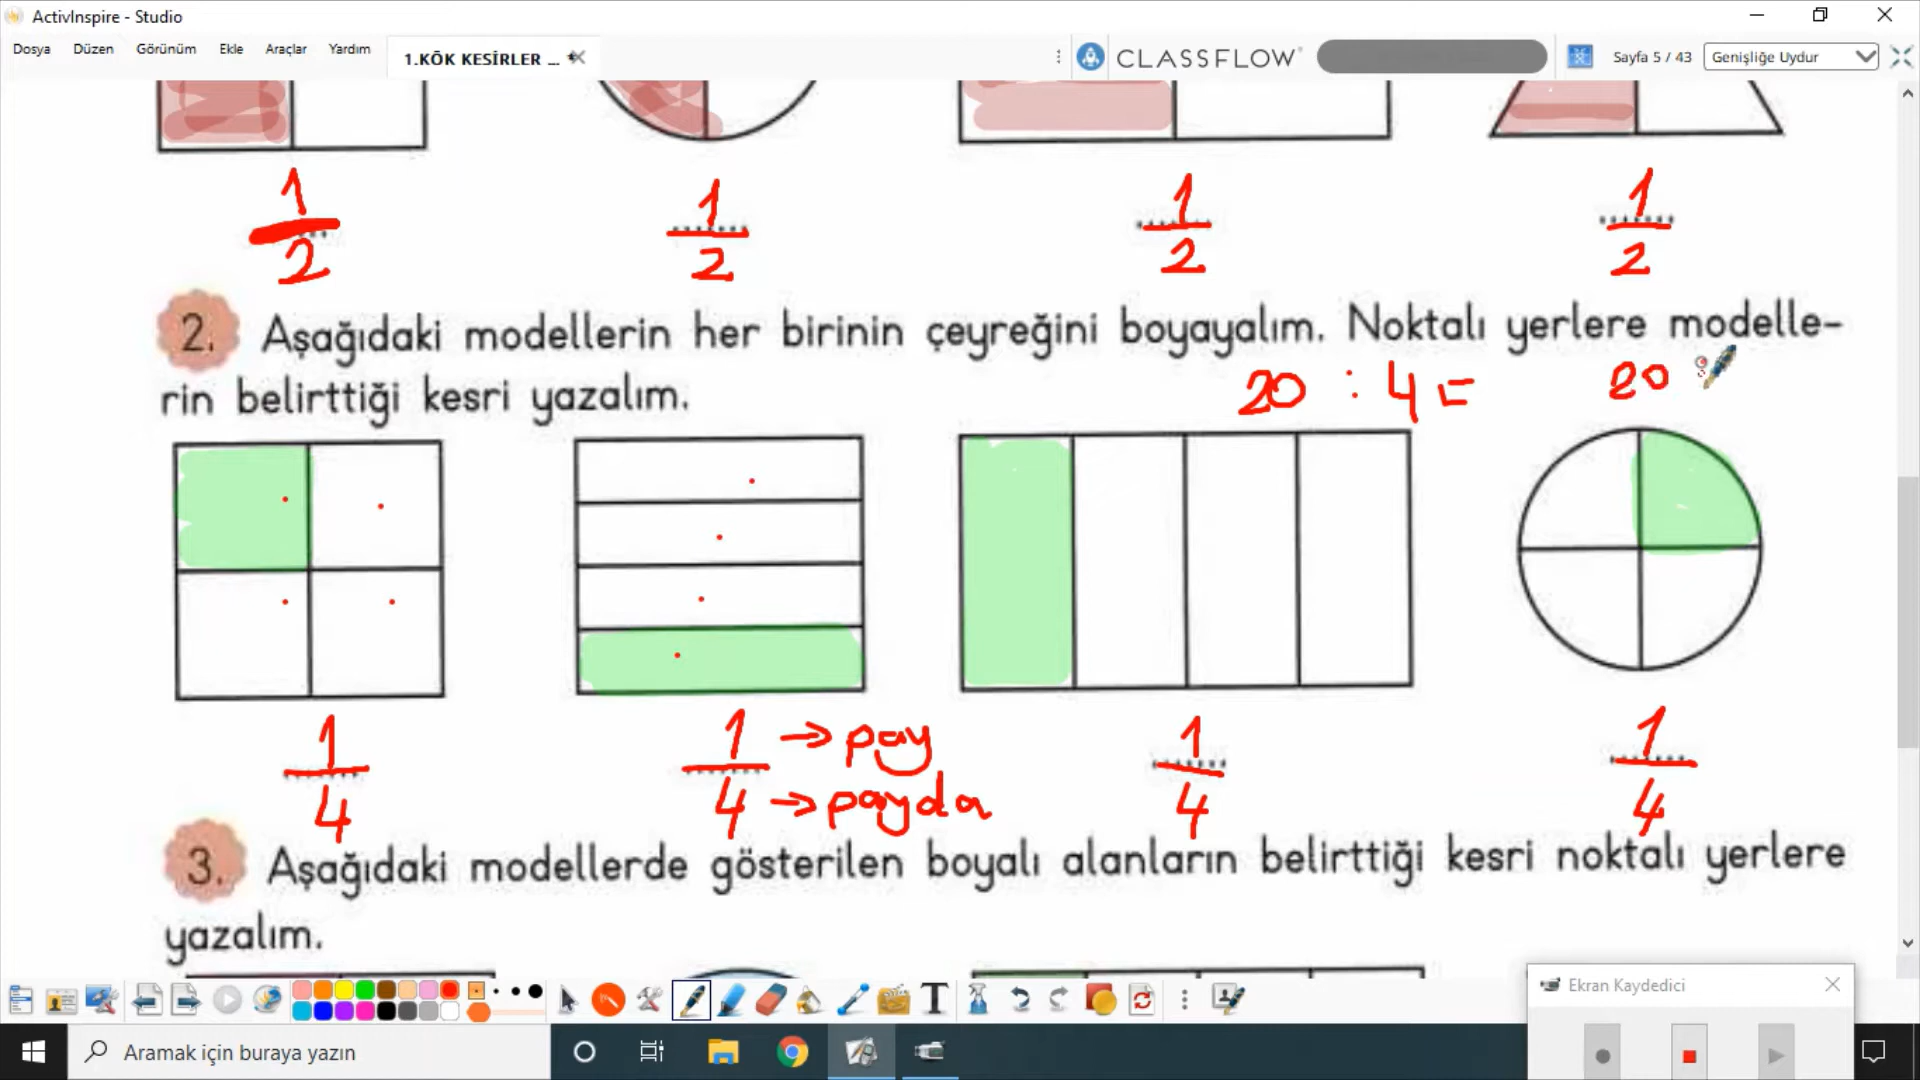 ActivInspire - Studio
Dosya Düzen Görünüm Ekle Araçlar Yardım
1.KÖK KESİRLER ...
CLASSFLOW
Sayfa 5 / 43
Genişliğe Uydur
1 1 1 1
2 2 2 2
2. Aşağıdaki modellerin her birinin çeyreğini boyayalım. Noktalı yerlere modelle-
rin belirttiği kesri yazalım.
20 : 4 = 20
1 1 → pay 1 1
4 4 → payda 4 4
3. Aşağıdaki modellerde gösterilen boyalı alanların belirttiği kesri noktalı yerlere
yazalım.
Ekran Kaydedici
T
Aramak için buraya yazın